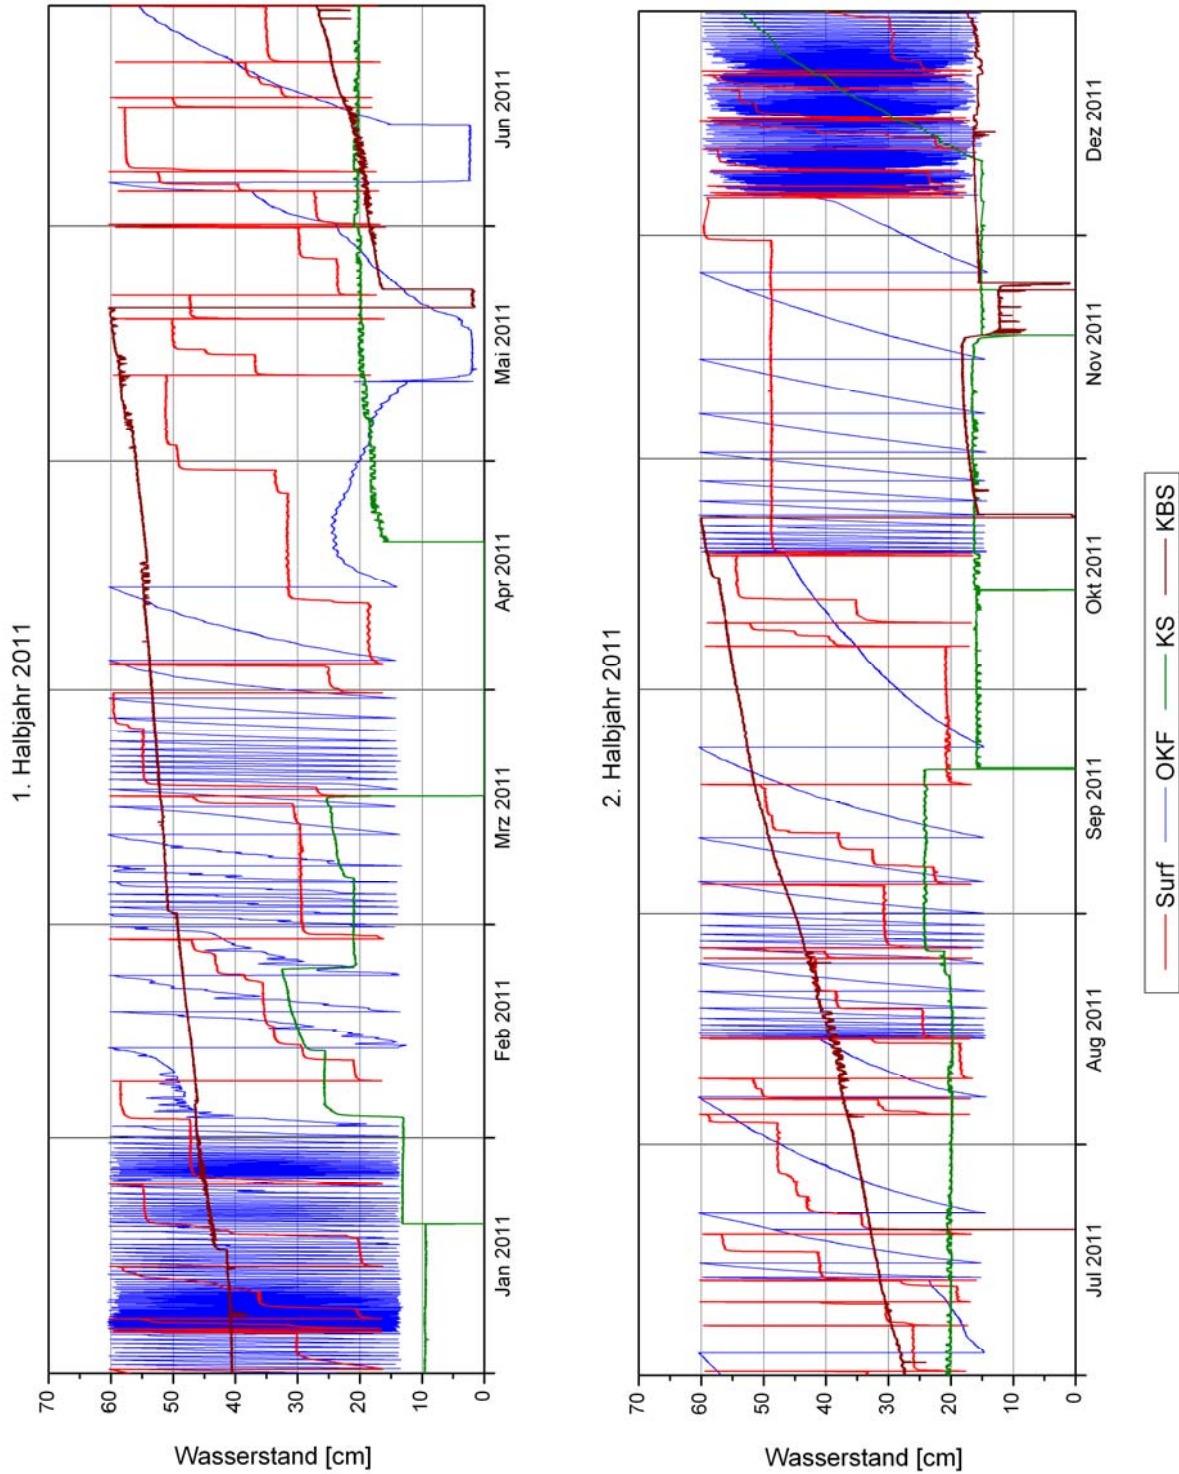 1. Halbjahr 2011
Wasserstand [cm]
70
60
50
40
30
20
10
0
Jan 2011
Feb 2011
Mrz 2011
Apr 2011
Mai 2011
Jun 2011
2. Halbjahr 2011
Wasserstand [cm]
70
60
50
40
30
20
10
0
Jul 2011
Aug 2011
Sep 2011
Okt 2011
Nov 2011
Dez 2011
Surf OKF KS KBS